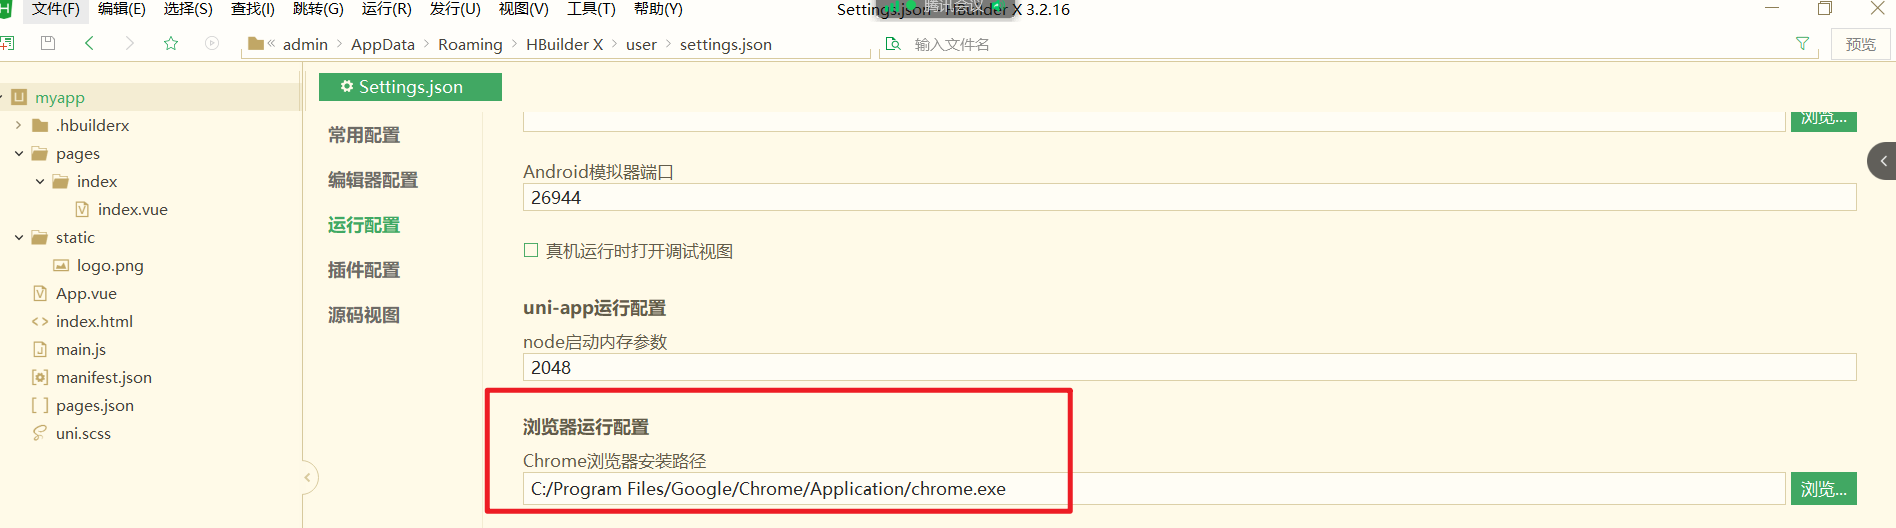 文件(F) 编辑(E) 选择(S) 查找(I) 跳转(G) 运行(R) 发行(U) 视图(V) 工具(T) 帮助(Y) Settings.json - HBuilder X 3.2.16
腾讯会议
admin > AppData > Roaming > HBuilder X > user > settings.json 输入文件名 预览
myapp
.hbuilderx
pages
index
index.vue
static
logo.png
App.vue
index.html
main.js
manifest.json
pages.json
uni.scss
Settings.json
常用配置
编辑器配置
运行配置
插件配置
源码视图
浏览...
Android模拟器端口
26944
真机运行时打开调试视图
uni-app运行配置
node启动内存参数
2048
浏览器运行配置
Chrome浏览器安装路径
C:/Program Files/Google/Chrome/Application/chrome.exe 浏览...